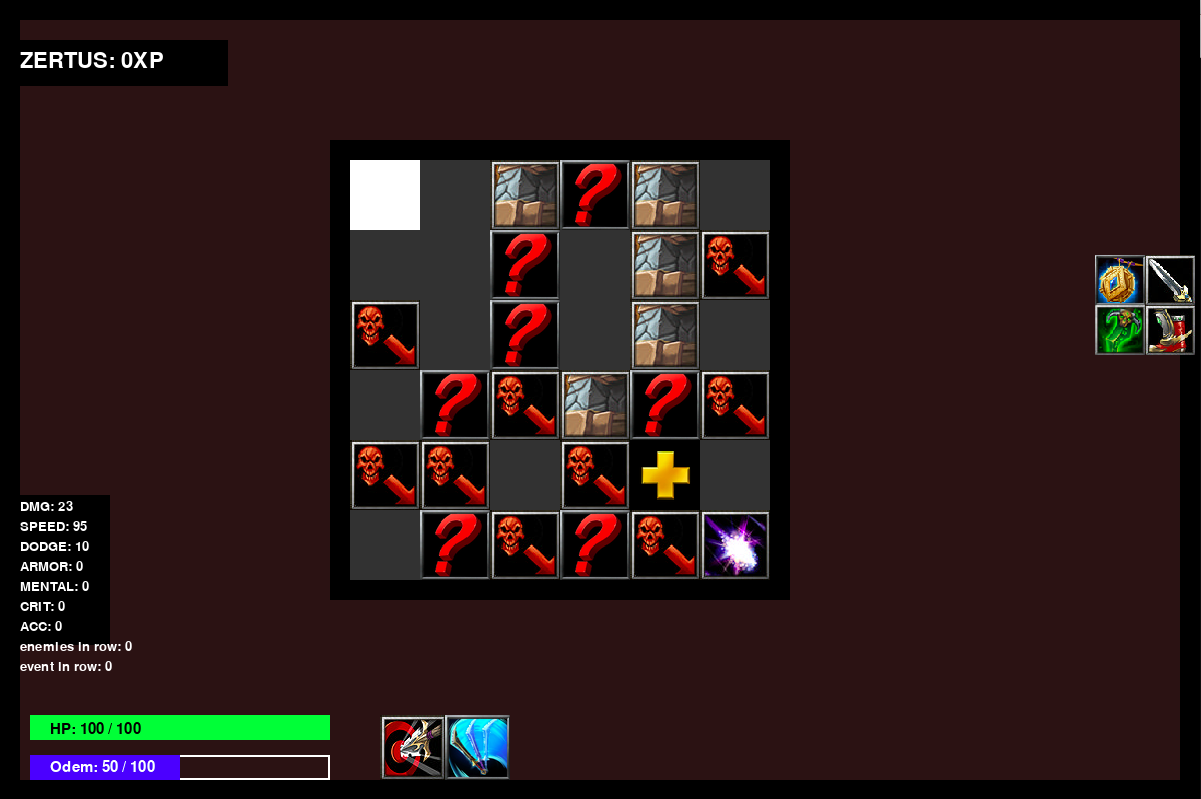 ZERTUS: 0XP
?
?
?
? ?
? ?
DMG: 23
SPEED: 95
DODGE: 10
ARMOR: 0
MENTAL: 0
CRIT: 0
ACC: 0
enemies in row: 0
event in row: 0
HP: 100 / 100
Odem: 50 / 100